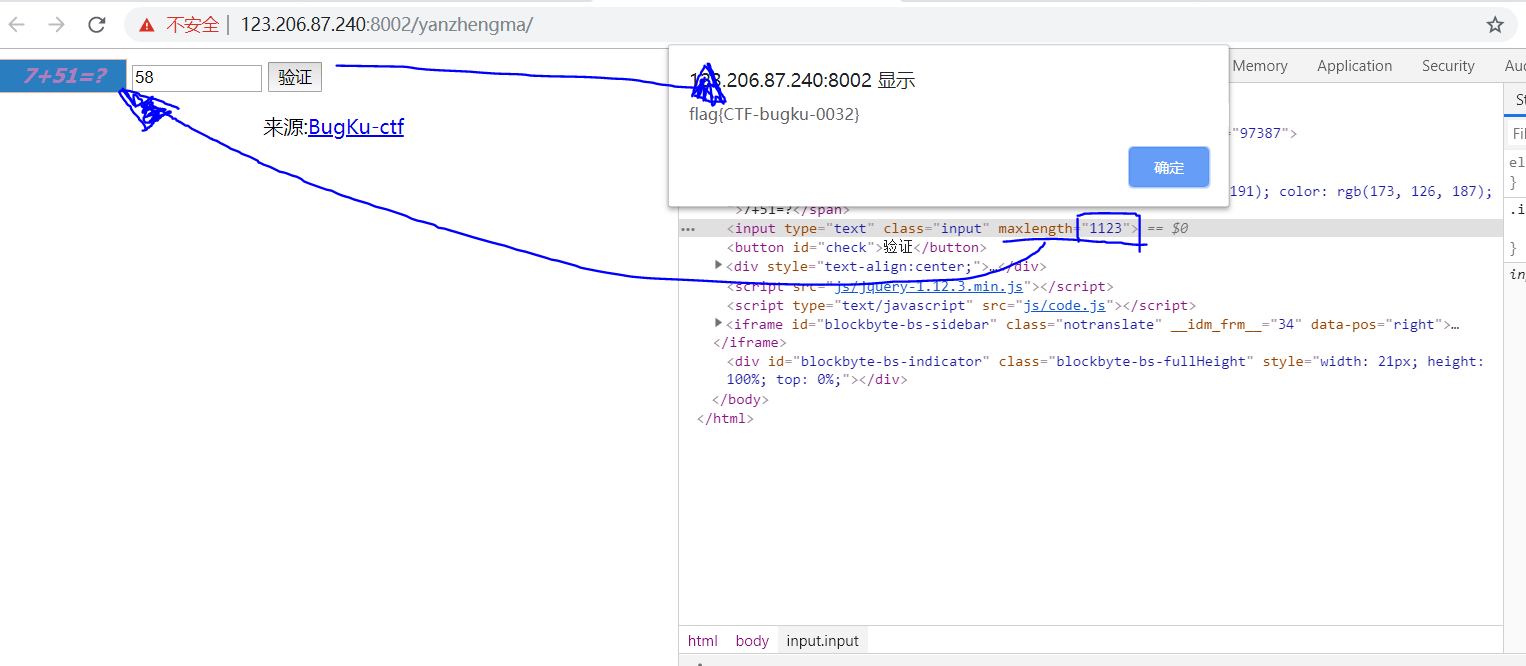 不安全 | 123.206.87.240:8002/yanzhengma/
7+51=? 58 验证
来源:BugKu-ctf
123.206.87.240:8002 显示
flag{CTF-bugku-0032}
确定
Memory Application Security Auc
="97387">
191); color: rgb(173, 126, 187);
>7+51=?</span>
<input type="text" class="input" maxlength="1123"> == $0
<button id="check">验证</button>
<div style="text-align:center;">…</div>
<script src="js/jquery-1.12.3.min.js"></script>
<script type="text/javascript" src="js/code.js"></script>
<iframe id="blockbyte-bs-sidebar" class="notranslate" __idm_frm__="34" data-pos="right">…
</iframe>
<div id="blockbyte-bs-indicator" class="blockbyte-bs-fullHeight" style="width: 21px; height:
100%; top: 0%;"></div>
</body>
</html>
html body input.input
St
Fil
el
}
.i
}
in